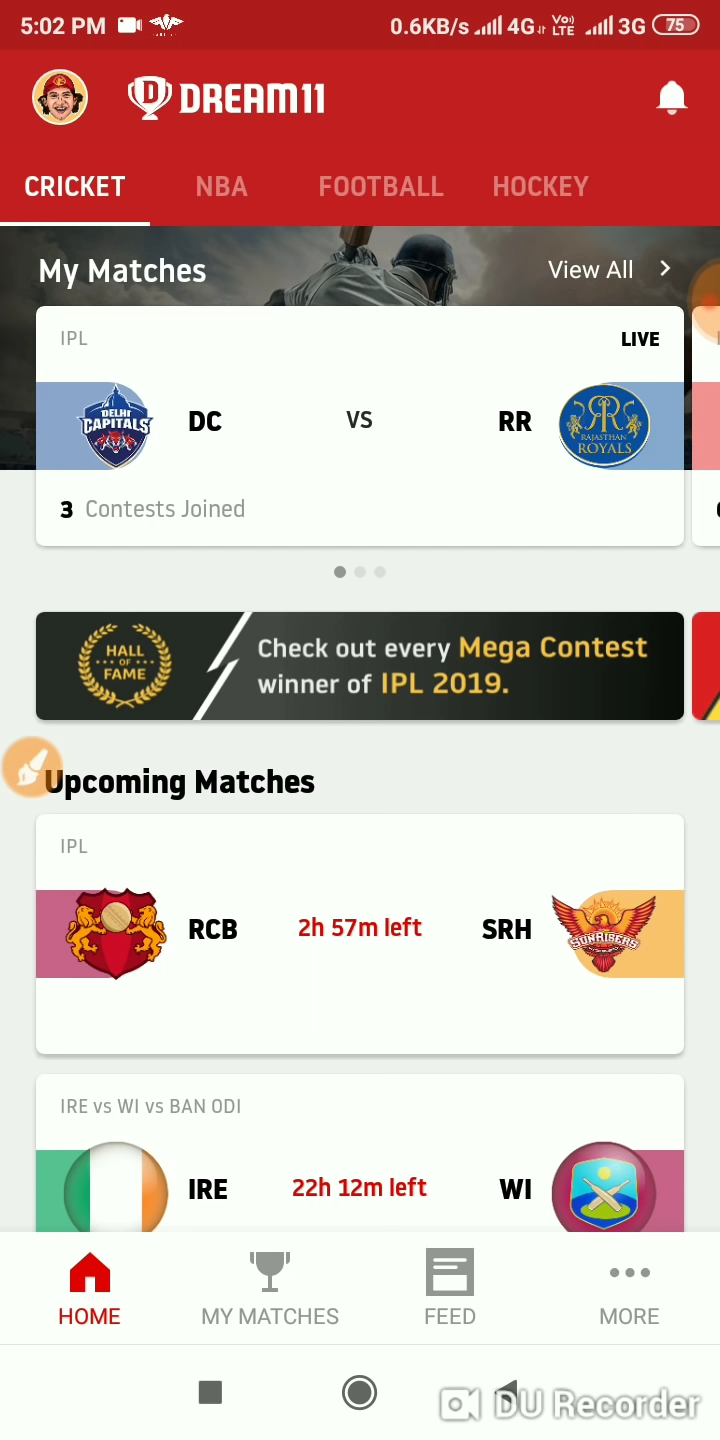 5:02 PM 0.6KB/s 4G VoLTE 3G 75
DREAM11
CRICKET NBA FOOTBALL HOCKEY
My Matches View All
IPL LIVE
DELHI CAPITALS DC VS RR RAJASTHAN ROYALS
3 Contests Joined
HALL OF FAME
Check out every Mega Contest
winner of IPL 2019.
Upcoming Matches
IPL
RCB 2h 57m left SRH SUNRISERS
IRE vs WI vs BAN ODI
IRE 22h 12m left WI
HOME MY MATCHES FEED MORE
DU Recorder